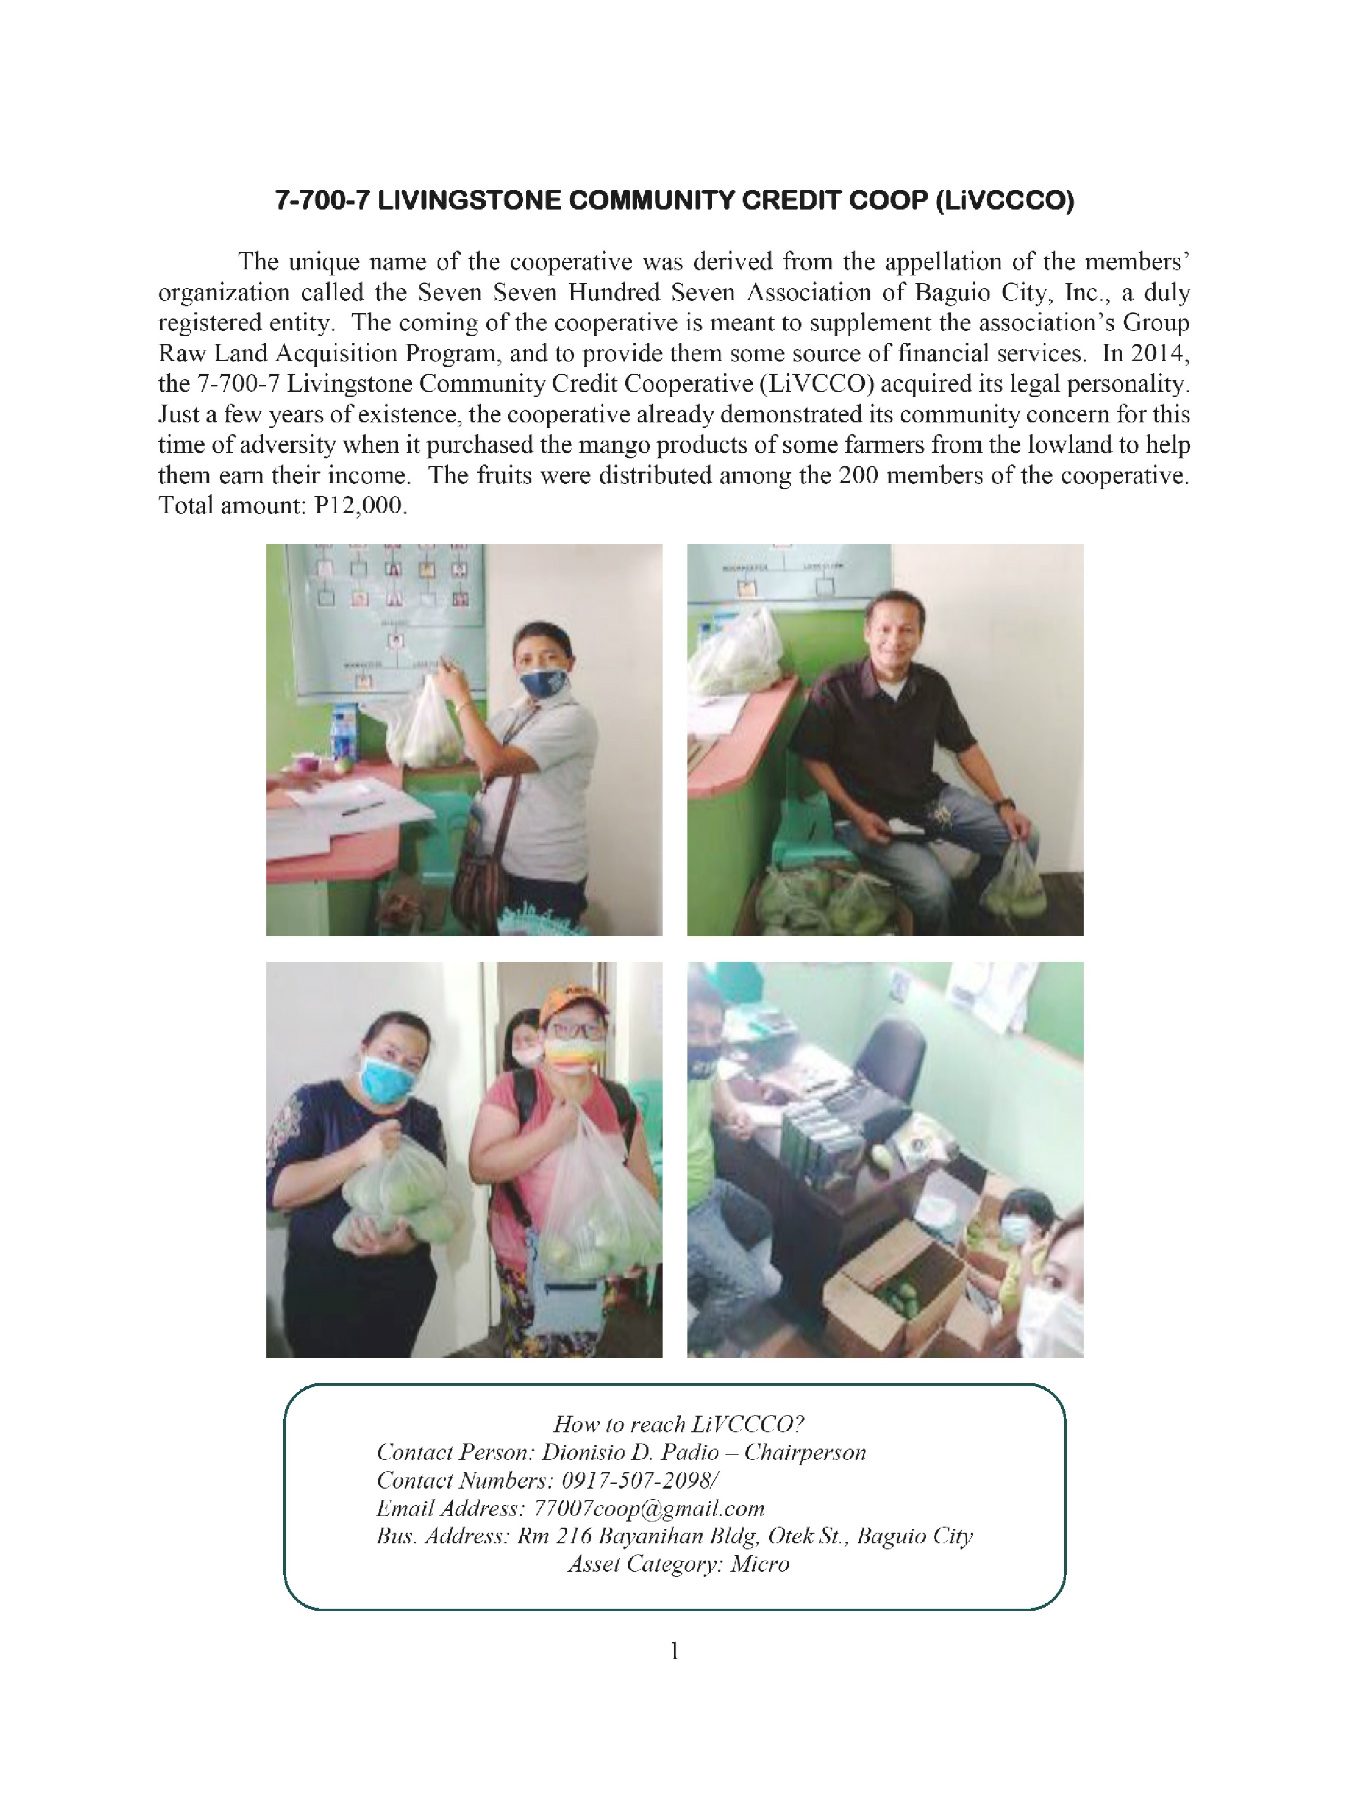 7-700-7 LIVINGSTONE COMMUNITY CREDIT COOP (LiVCCCO)
The unique name of the cooperative was derived from the appellation of the members’
organization called the Seven Seven Hundred Seven Association of Baguio City, Inc., a duly
registered entity.  The coming of the cooperative is meant to supplement the association’s Group
Raw Land Acquisition Program, and to provide them some source of financial services.  In 2014,
the 7-700-7 Livingstone Community Credit Cooperative (LiVCCO) acquired its legal personality.
Just a few years of existence, the cooperative already demonstrated its community concern for this
time of adversity when it purchased the mango products of some farmers from the lowland to help
them earn their income.  The fruits were distributed among the 200 members of the cooperative.
Total amount: P12,000.
How to reach LiVCCCO?
Contact Person: Dionisio D. Padio – Chairperson
Contact Numbers: 0917-507-2098/
Email Address: 77007coop@gmail.com
Bus. Address: Rm 216 Bayanihan Bldg, Otek St., Baguio City
Asset Category: Micro
1